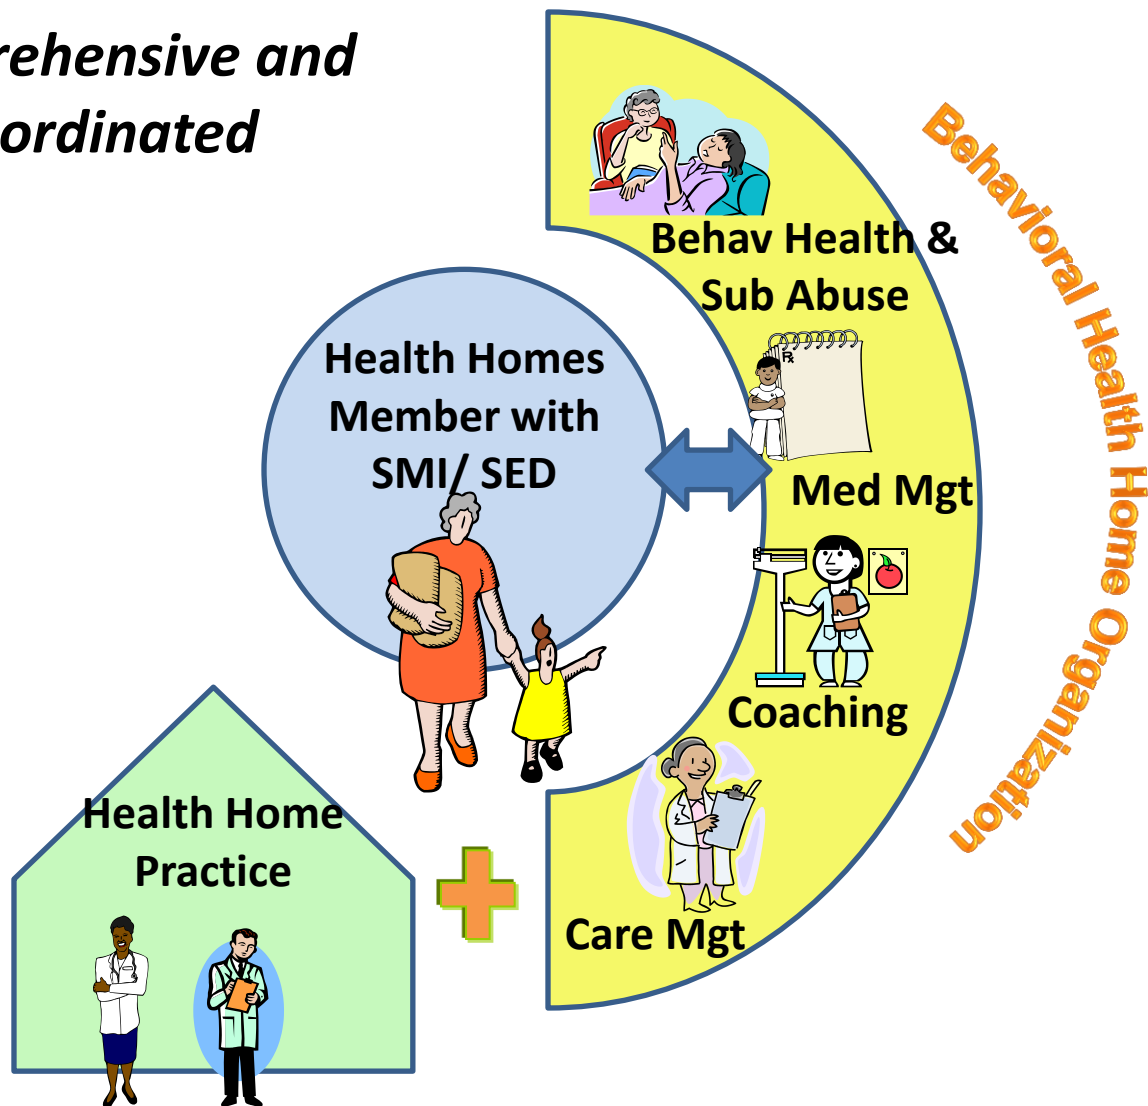 rehensive and
ordinated
Behav Health &
Sub Abuse
Rx
Health Homes
Member with
SMI/ SED
Med Mgt
Coaching
Health Home
Practice
Care Mgt
Behavioral Health Home Organization